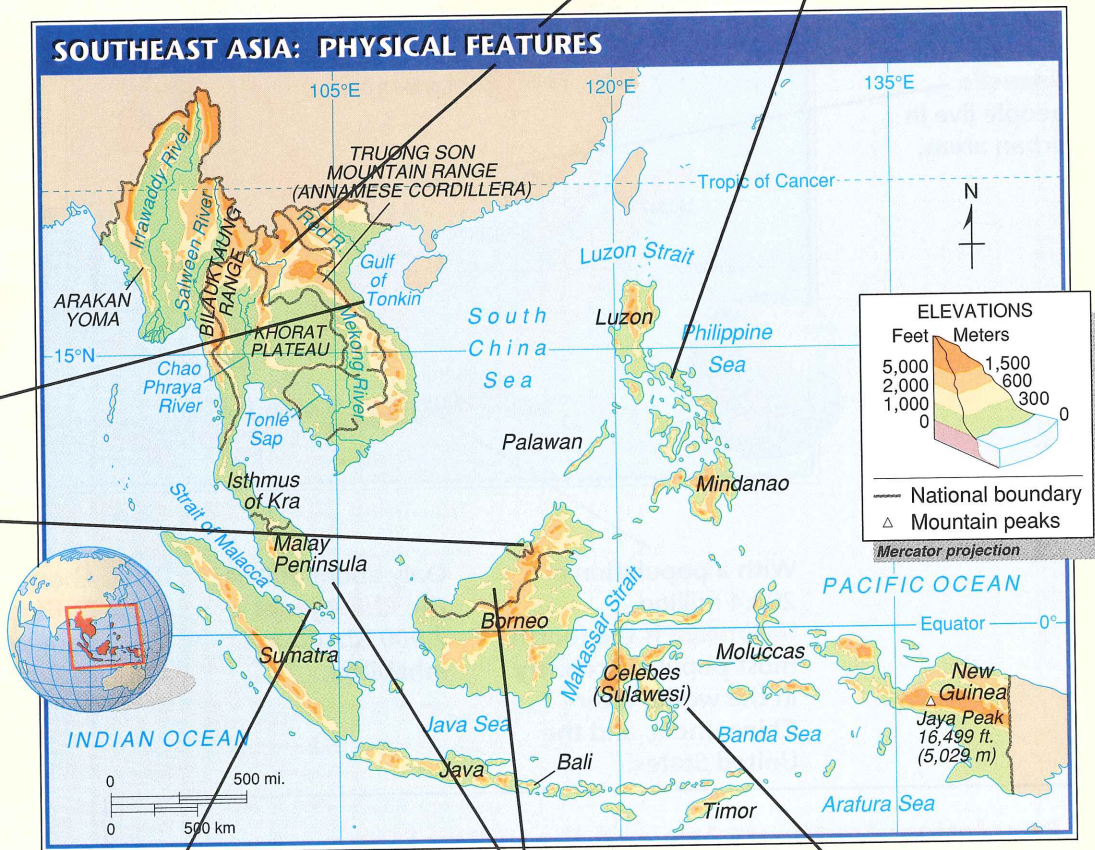 SOUTHEAST ASIA: PHYSICAL FEATURES
105°E
120°E
135°E
TRUONG SON
MOUNTAIN RANGE
(ANNAMESE CORDILLERA)
Tropic of Cancer
N
Irrawaddy River
Salween River
BILAUKTAUNG
RANGE
Red R.
Gulf
of
Tonkin
Luzon Strait
ARAKAN
YOMA
KHORAT
PLATEAU
Mekong River
South
China
Sea
Luzon
Philippine
Sea
15°N
Chao
Phraya
River
Tonlé
Sap
Palawan
Mindanao
Isthmus
of Kra
Strait of Malacca
Malay
Peninsula
ELEVATIONS
Feet Meters
5,000 1,500
2,000 600
1,000 300
0 0
National boundary
Mountain peaks
Mercator projection
PACIFIC OCEAN
Equator
0°
Borneo
Makassar Strait
Sumatra
Celebes
(Sulawesi)
Moluccas
New
Guinea
Jaya Peak
16,499 ft.
(5,029 m)
INDIAN OCEAN
Java Sea
Banda Sea
Java
Bali
Timor
Arafura Sea
0 500 mi.
0 500 km